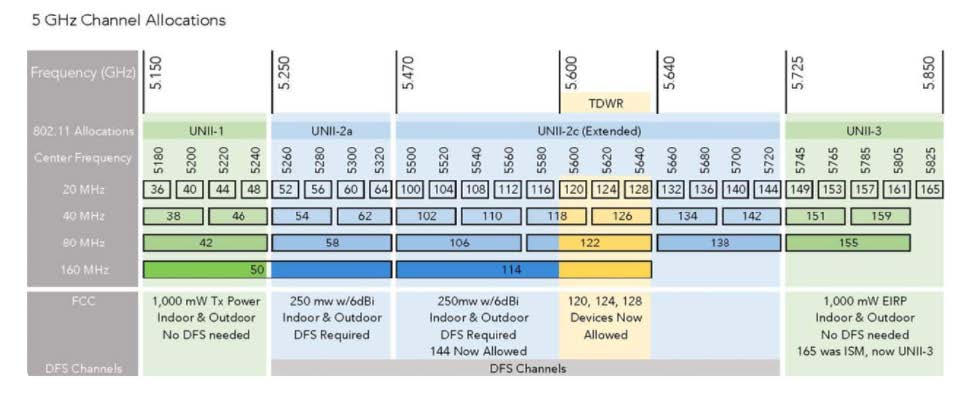 5 GHz Channel Allocations
Frequency (GHz) 5.150 5.250 5.470 5.600 5.640 5.725 5.850
TDWR
802.11 Allocations UNII-1 UNII-2a UNII-2c (Extended) UNII-3
Center Frequency 5180 5200 5220 5240 5260 5280 5300 5320 5500 5520 5540 5560 5580 5600 5620 5640 5660 5680 5700 5720 5745 5765 5785 5805 5825
20 MHz 36 40 44 48 52 56 60 64 100 104 108 112 116 120 124 128 132 136 140 144 149 153 157 161 165
40 MHz 38 46 54 62 102 110 118 126 134 142 151 159
80 MHz 42 58 106 122 138 155
160 MHz 50 114
FCC 1,000 mW Tx Power 250 mw w/6dBi 250mw w/6dBi 120, 124, 128 1,000 mW EIRP
Indoor & Outdoor Indoor & Outdoor Indoor & Outdoor Devices Now Indoor & Outdoor
No DFS needed DFS Required DFS Required Allowed No DFS needed
144 Now Allowed 165 was ISM, now UNII-3
DFS Channels DFS Channels